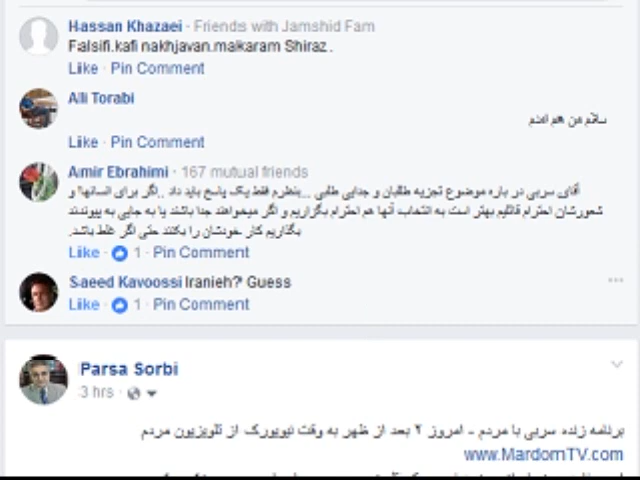 Hassan Khazaei · Friends with Jamshid Fam
Falsifi.kafi nakhjavan.makaram Shiraz.
Like · Pin Comment
Ali Torabi
سلام من هم امدم
Like · Pin Comment
Amir Ebrahimi · 167 mutual friends
آقای سربی در باره موضوع تجزیه طلبان و جدایی طلبی ...بنظرم فقط یک پاسخ باید داد ..اگر برای انسانها و
شعورشان احترام قائلیم بهتر است به انتخاب آنها هم احترام بگزاریم و اگر میخواهند جدا باشند یا به جایی به پیوندند
بگذاریم کار خودشان را بکنند حتی اگر غلط باشد.
Like · 1 · Pin Comment
Saeed Kavoossi Iranieh? Guess
Like · 1 · Pin Comment
Parsa Sorbi
3 hrs ·
برنامه زنده سربی با مردم - امروز ۲ بعد از ظهر به وقت نیویورک از تلویزیون مردم
www.MardomTV.com